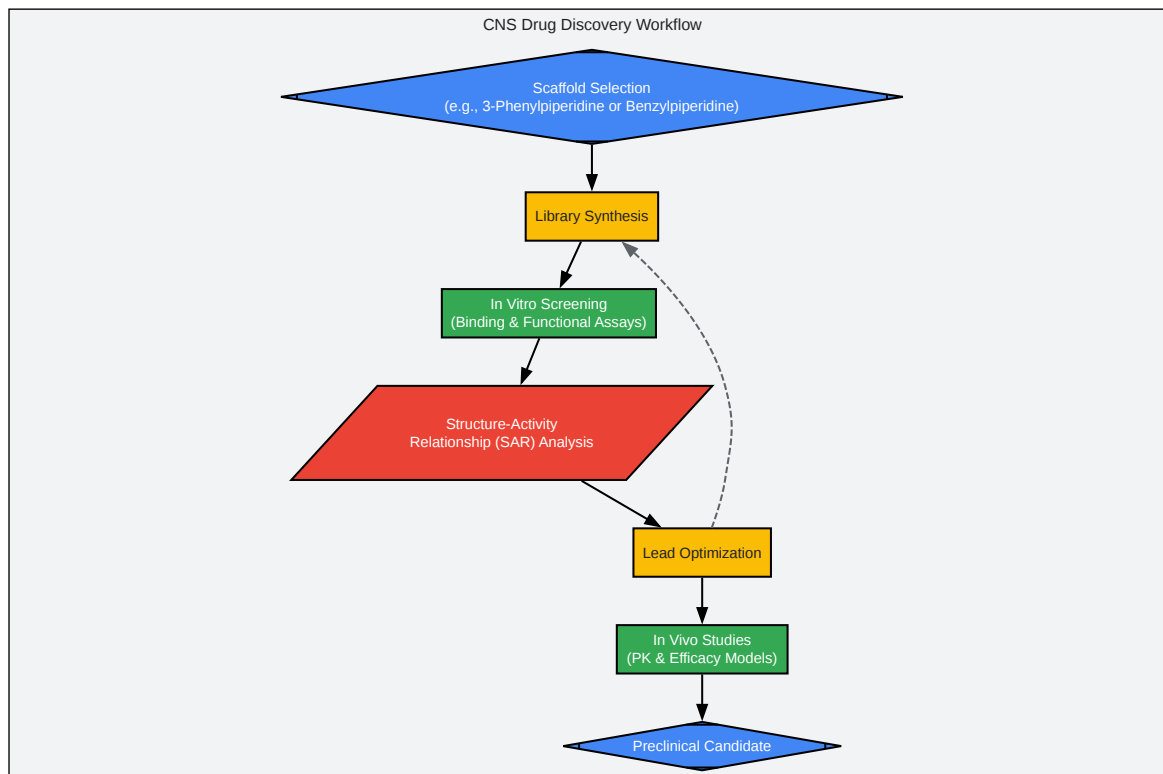 CNS Drug Discovery Workflow
Scaffold Selection
(e.g., 3-Phenylpiperidine or Benzylpiperidine)
Library Synthesis
In Vitro Screening
(Binding & Functional Assays)
Structure-Activity
Relationship (SAR) Analysis
Lead Optimization
In Vivo Studies
(PK & Efficacy Models)
Preclinical Candidate